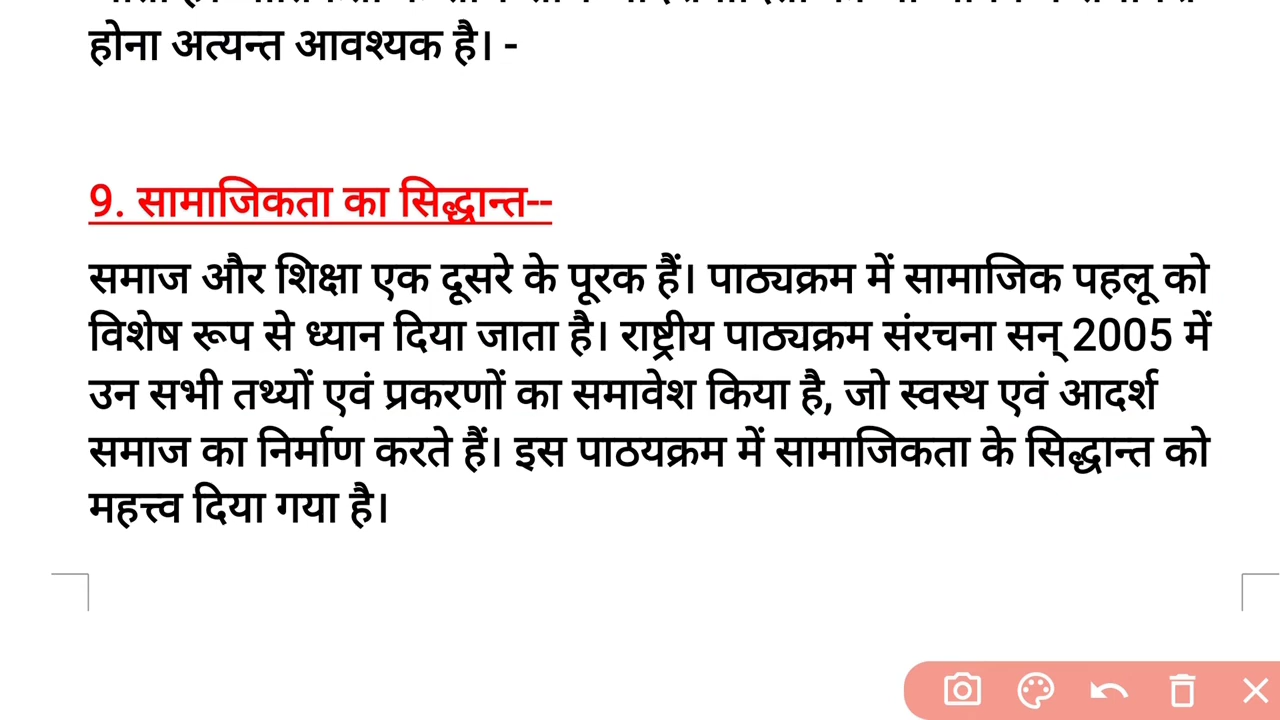 होना अत्यन्त आवश्यक है। -
9. सामाजिकता का सिद्धान्त--
समाज और शिक्षा एक दूसरे के पूरक हैं। पाठ्यक्रम में सामाजिक पहलू को
विशेष रूप से ध्यान दिया जाता है। राष्ट्रीय पाठ्यक्रम संरचना सन् 2005 में
उन सभी तथ्यों एवं प्रकरणों का समावेश किया है, जो स्वस्थ एवं आदर्श
समाज का निर्माण करते हैं। इस पाठयक्रम में सामाजिकता के सिद्धान्त को
महत्त्व दिया गया है।